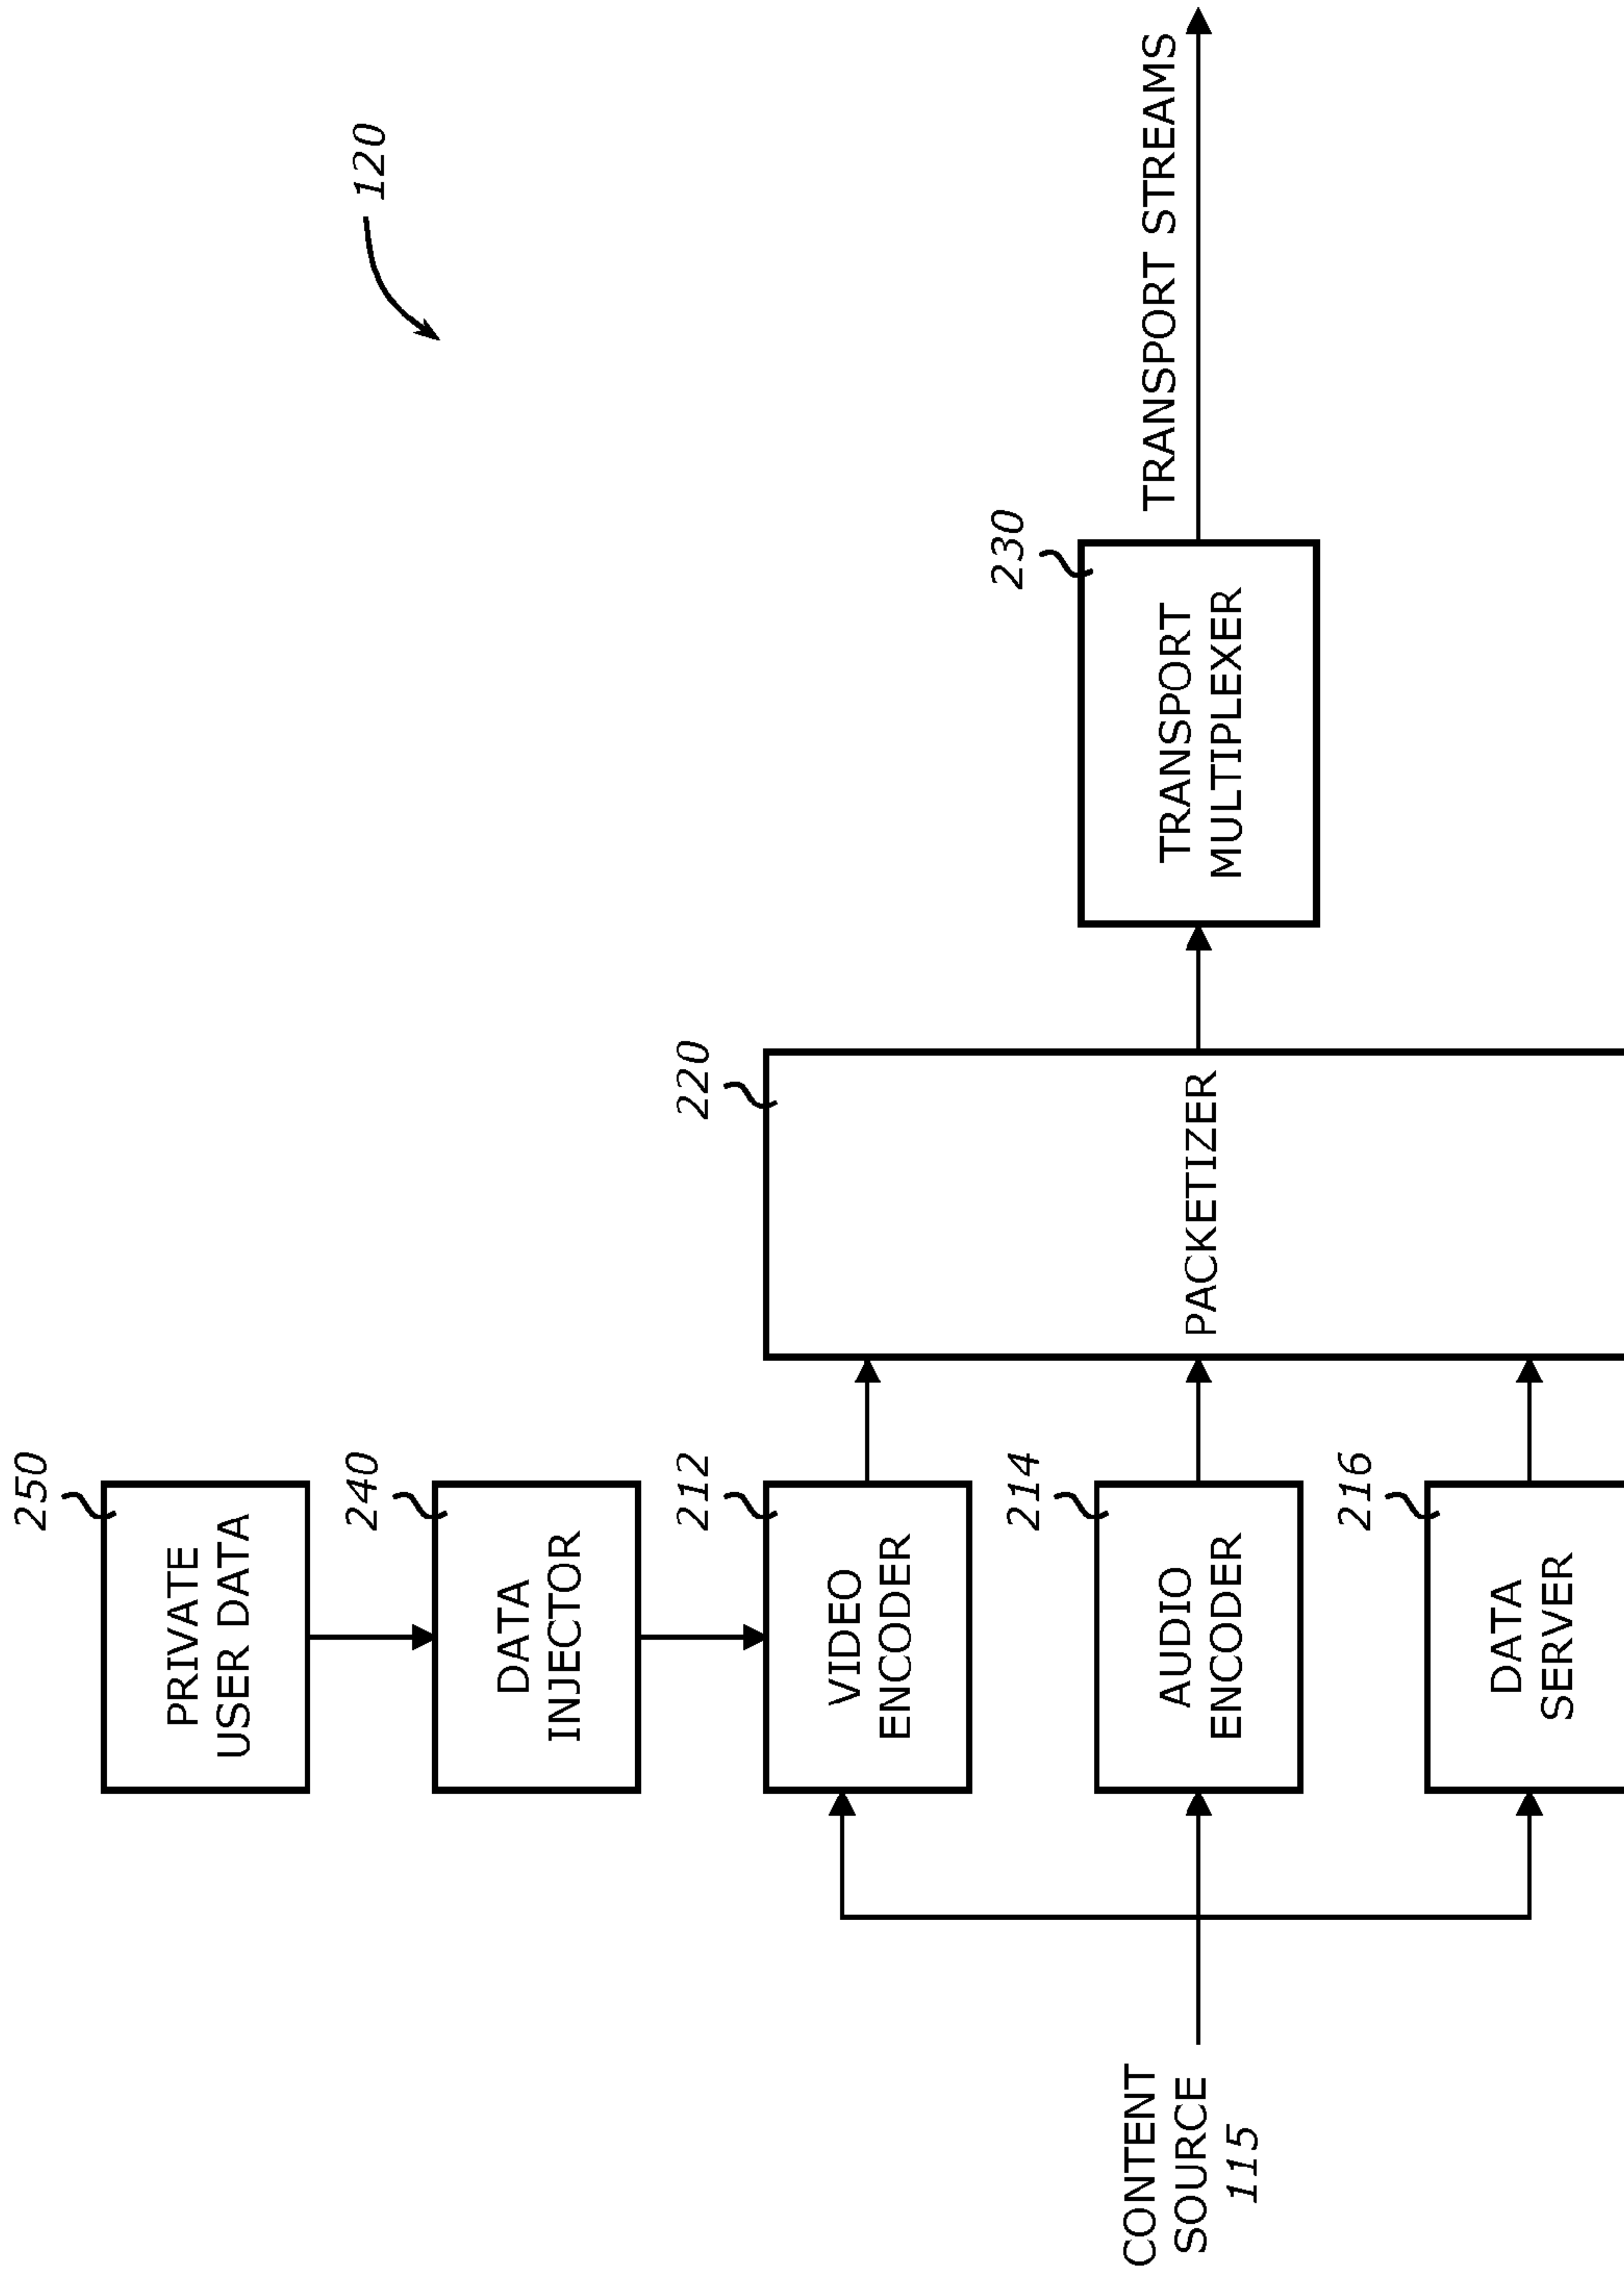 120
250
PRIVATE
USER DATA
240
DATA
INJECTOR
212
VIDEO
ENCODER
220
PACKETIZER
230
TRANSPORT
MULTIPLEXER
TRANSPORT STREAMS
CONTENT
SOURCE
115
214
AUDIO
ENCODER
216
DATA
SERVER